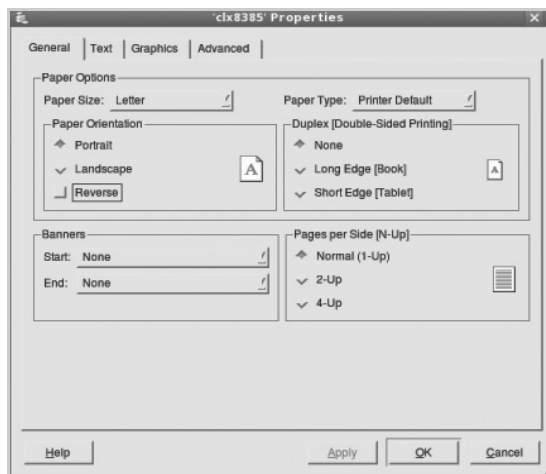 'clx8385' Properties
General Text Graphics Advanced
Paper Options
Paper Size: Letter Paper Type: Printer Default
Paper Orientation Duplex [Double-Sided Printing]
Portrait None
Landscape A Long Edge [Book] A
Reverse Short Edge [Tablet]
Banners Pages per Side [N-Up]
Start: None Normal (1-Up)
End: None 2-Up
4-Up
Help Apply OK Cancel